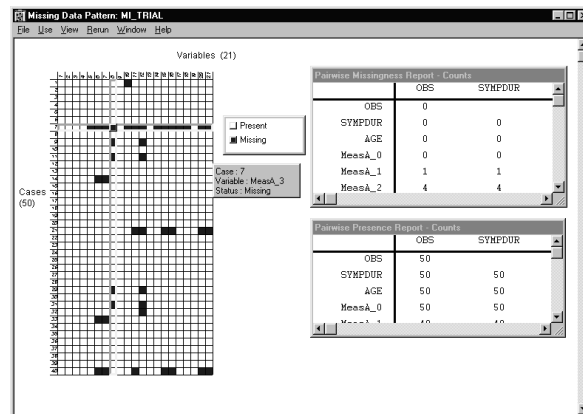 Missing Data Pattern: MI_TRIAL
File Use View Rerun Window Help
Variables (21)
Cases
(50)
Present
Missing
Case : 7
Variable : MeasA_3
Status : Missing
Pairwise Missingness Report - Counts
OBS SYMPDUR
OBS 0
SYMPDUR 0 0
AGE 0 0
MeasA_0 0 0
MeasA_1 1 1
MeasA_2 4 4
Pairwise Presence Report - Counts
OBS SYMPDUR
OBS 50
SYMPDUR 50 50
AGE 50 50
MeasA_0 50 50